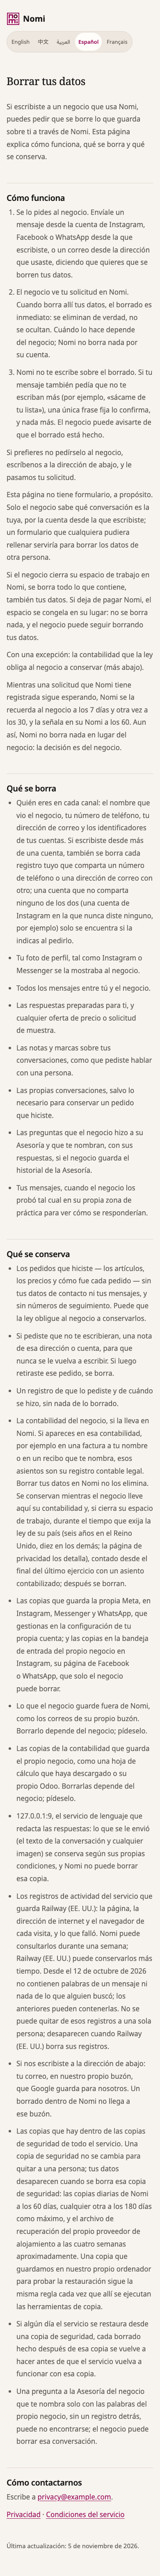 Nomi
English 中文 العربية Español Français
Borrar tus datos
Si escribiste a un negocio que usa Nomi,
puedes pedir que se borre lo que guarda
sobre ti a través de Nomi. Esta página
explica cómo funciona, qué se borra y qué
se conserva.
Cómo funciona
1. Se lo pides al negocio. Envíale un
mensaje desde la cuenta de Instagram,
Facebook o WhatsApp desde la que
escribiste, o un correo desde la dirección
que usaste, diciendo que quieres que se
borren tus datos.
2. El negocio ve tu solicitud en Nomi.
Cuando borra allí tus datos, el borrado es
inmediato: se eliminan de verdad, no
se ocultan. Cuándo lo hace depende
del negocio; Nomi no borra nada por
su cuenta.
3. Nomi no te escribe sobre el borrado. Si tu
mensaje también pedía que no te
escriban más (por ejemplo, «sácame de
tu lista»), una única frase fija lo confirma,
y nada más. El negocio puede avisarte de
que el borrado está hecho.
Si prefieres no pedírselo al negocio,
escríbenos a la dirección de abajo, y le
pasamos tu solicitud.
Esta página no tiene formulario, a propósito.
Solo el negocio sabe qué conversación es la
tuya, por la cuenta desde la que escribiste;
un formulario que cualquiera pudiera
rellenar serviría para borrar los datos de
otra persona.
Si el negocio cierra su espacio de trabajo en
Nomi, se borra todo lo que contiene,
también tus datos. Si deja de pagar Nomi, el
espacio se congela en su lugar: no se borra
nada, y el negocio puede seguir borrando
tus datos.
Con una excepción: la contabilidad que la ley
obliga al negocio a conservar (más abajo).
Mientras una solicitud que Nomi tiene
registrada sigue esperando, Nomi se la
recuerda al negocio a los 7 días y otra vez a
los 30, y la señala en su Nomi a los 60. Aun
así, Nomi no borra nada en lugar del
negocio: la decisión es del negocio.
Qué se borra
• Quién eres en cada canal: el nombre que
vio el negocio, tu número de teléfono, tu
dirección de correo y los identificadores
de tus cuentas. Si escribiste desde más
de una cuenta, también se borra cada
registro tuyo que comparta un número
de teléfono o una dirección de correo con
otro; una cuenta que no comparta
ninguno de los dos (una cuenta de
Instagram en la que nunca diste ninguno,
por ejemplo) solo se encuentra si la
indicas al pedirlo.
• Tu foto de perfil, tal como Instagram o
Messenger se la mostraba al negocio.
• Todos los mensajes entre tú y el negocio.
• Las respuestas preparadas para ti, y
cualquier oferta de precio o solicitud
de muestra.
• Las notas y marcas sobre tus
conversaciones, como que pediste hablar
con una persona.
• Las propias conversaciones, salvo lo
necesario para conservar un pedido
que hiciste.
• Las preguntas que el negocio hizo a su
Asesoría y que te nombran, con sus
respuestas, si el negocio guarda el
historial de la Asesoría.
• Tus mensajes, cuando el negocio los
probó tal cual en su propia zona de
práctica para ver cómo se responderían.
Qué se conserva
• Los pedidos que hiciste — los artículos,
los precios y cómo fue cada pedido — sin
tus datos de contacto ni tus mensajes, y
sin números de seguimiento. Puede que
la ley obligue al negocio a conservarlos.
• Si pediste que no te escribieran, una nota
de esa dirección o cuenta, para que
nunca se le vuelva a escribir. Si luego
retiraste ese pedido, se borra.
• Un registro de que lo pediste y de cuándo
se hizo, sin nada de lo borrado.
• La contabilidad del negocio, si la lleva en
Nomi. Si apareces en esa contabilidad,
por ejemplo en una factura a tu nombre
o en un recibo que te nombra, esos
asientos son su registro contable legal.
Borrar tus datos en Nomi no los elimina.
Se conservan mientras el negocio lleve
aquí su contabilidad y, si cierra su espacio
de trabajo, durante el tiempo que exija la
ley de su país (seis años en el Reino
Unido, diez en los demás; la página de
privacidad los detalla), contado desde el
final del último ejercicio con un asiento
contabilizado; después se borran.
• Las copias que guarda la propia Meta, en
Instagram, Messenger y WhatsApp, que
gestionas en la configuración de tu
propia cuenta; y las copias en la bandeja
de entrada del propio negocio en
Instagram, su página de Facebook
o WhatsApp, que solo el negocio
puede borrar.
• Lo que el negocio guarde fuera de Nomi,
como los correos de su propio buzón.
Borrarlo depende del negocio; pídeselo.
• Las copias de la contabilidad que guarda
el propio negocio, como una hoja de
cálculo que haya descargado o su
propio Odoo. Borrarlas depende del
negocio; pídeselo.
• 127.0.0.1:9, el servicio de lenguaje que
redacta las respuestas: lo que se le envió
(el texto de la conversación y cualquier
imagen) se conserva según sus propias
condiciones, y Nomi no puede borrar
esa copia.
• Los registros de actividad del servicio que
guarda Railway (EE. UU.): la página, la
dirección de internet y el navegador de
cada visita, y lo que falló. Nomi puede
consultarlos durante una semana;
Railway (EE. UU.) puede conservarlos más
tiempo. Desde el 12 de octubre de 2026
no contienen palabras de un mensaje ni
nada de lo que alguien buscó; los
anteriores pueden contenerlas. No se
puede quitar de esos registros a una sola
persona; desaparecen cuando Railway
(EE. UU.) borra sus registros.
• Si nos escribiste a la dirección de abajo:
tu correo, en nuestro propio buzón,
que Google guarda para nosotros. Un
borrado dentro de Nomi no llega a
ese buzón.
• Las copias que hay dentro de las copias
de seguridad de todo el servicio. Una
copia de seguridad no se cambia para
quitar a una persona; tus datos
desaparecen cuando se borra esa copia
de seguridad: las copias diarias de Nomi
a los 60 días, cualquier otra a los 180 días
como máximo, y el archivo de
recuperación del propio proveedor de
alojamiento a las cuatro semanas
aproximadamente. Una copia que
guardamos en nuestro propio ordenador
para probar la restauración sigue la
misma regla cada vez que allí se ejecutan
las herramientas de copia.
• Si algún día el servicio se restaura desde
una copia de seguridad, cada borrado
hecho después de esa copia se vuelve a
hacer antes de que el servicio vuelva a
funcionar con esa copia.
• Una pregunta a la Asesoría del negocio
que te nombra solo con las palabras del
propio negocio, sin un registro detrás,
puede no encontrarse; el negocio puede
borrar esa conversación.
Cómo contactarnos
Escribe a privacy@example.com.
Privacidad · Condiciones del servicio
Última actualización: 5 de noviembre de 2026.